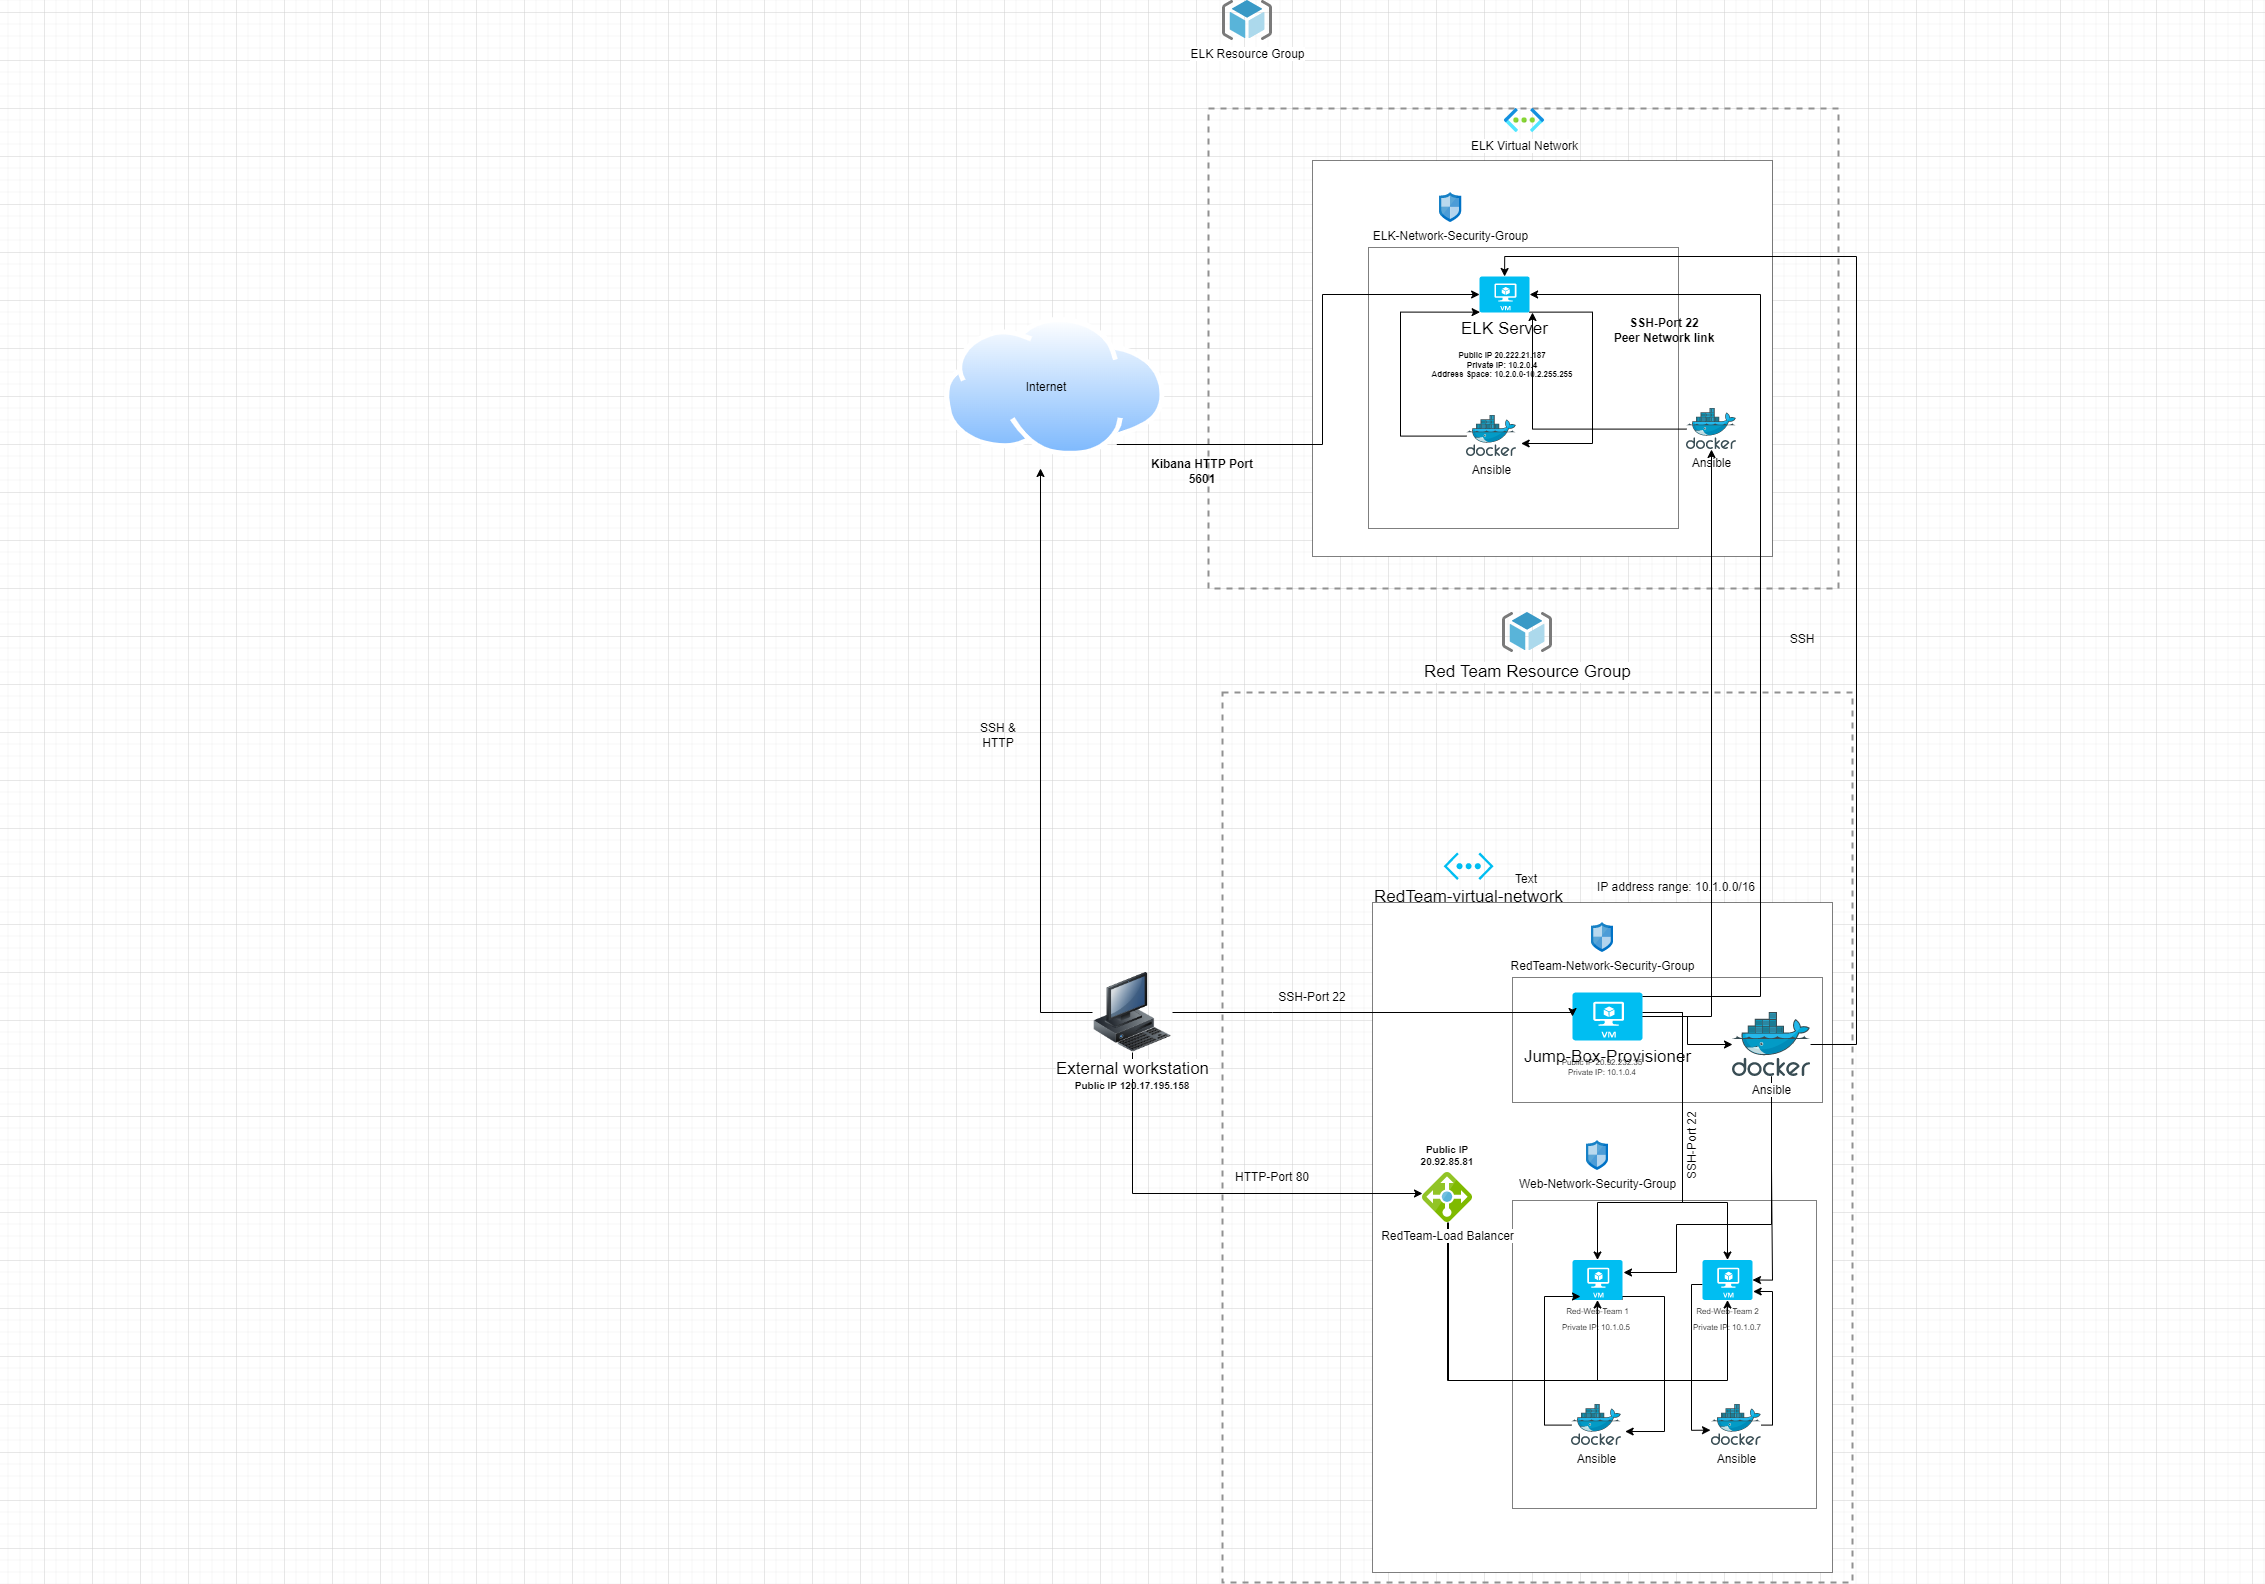 ELK Resource Group
ELK Virtual Network
ELK-Network-Security-Group
VM
ELK Server
Public IP 20.222.21.187
Private IP: 10.2.0.4
Address Space: 10.2.0.0-10.2.255.255
SSH-Port 22
Peer Network link
Internet
docker
Ansible
docker
Ansible
Kibana HTTP Port
5601
SSH
Red Team Resource Group
SSH &
HTTP
Text
IP address range: 10.1.0.0/16
RedTeam-virtual-network
RedTeam-Network-Security-Group
SSH-Port 22
VM
Jump-Box-Provisioner
Private IP: 10.1.0.4
docker
Ansible
External workstation
Public IP 120.17.195.158
SSH-Port 22
Public IP
20.92.85.81
HTTP-Port 80
Web-Network-Security-Group
RedTeam-Load Balancer
VM
VM
Red-Web-Team 1
Red-Web-Team 2
Private IP: 10.1.0.5
Private IP: 10.1.0.7
docker
docker
Ansible
Ansible